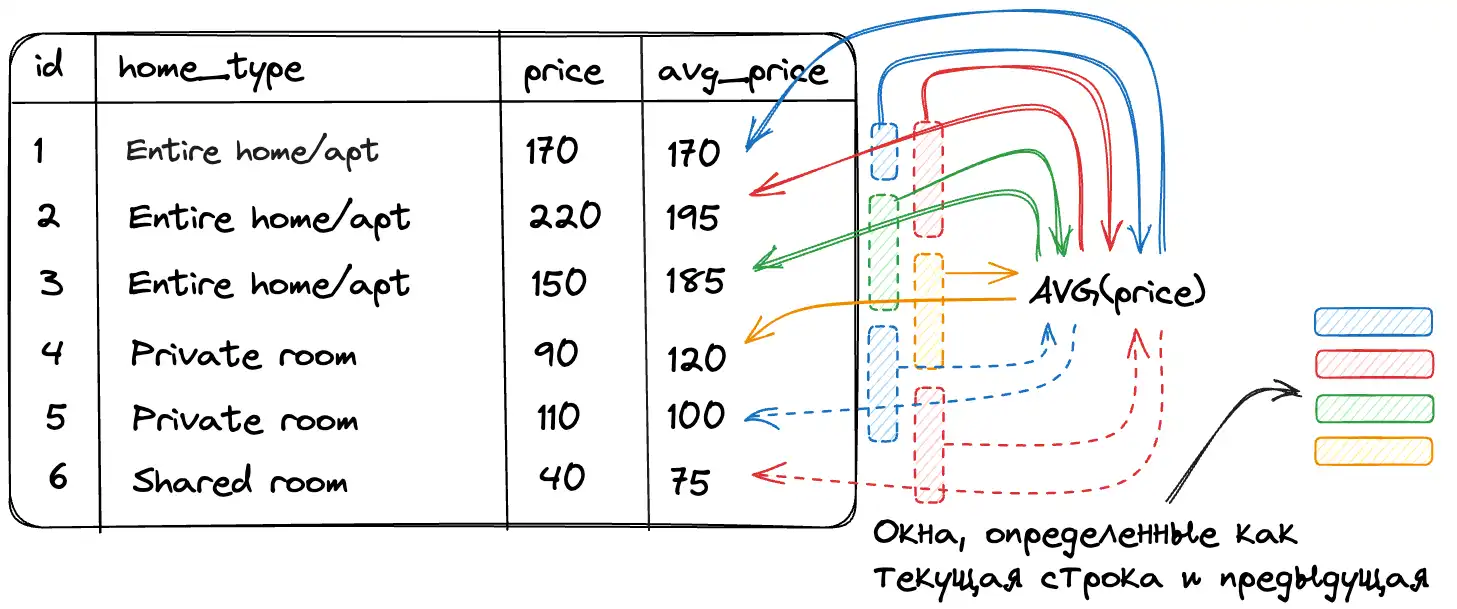 id home_type price avg_price
1 Entire home/apt 170 170
2 Entire home/apt 220 195
3 Entire home/apt 150 185
4 Private room 90 120
5 Private room 110 100
6 Shared room 40 75
AVG(price)
Окна, определенные как
текущая строка и предыдущая